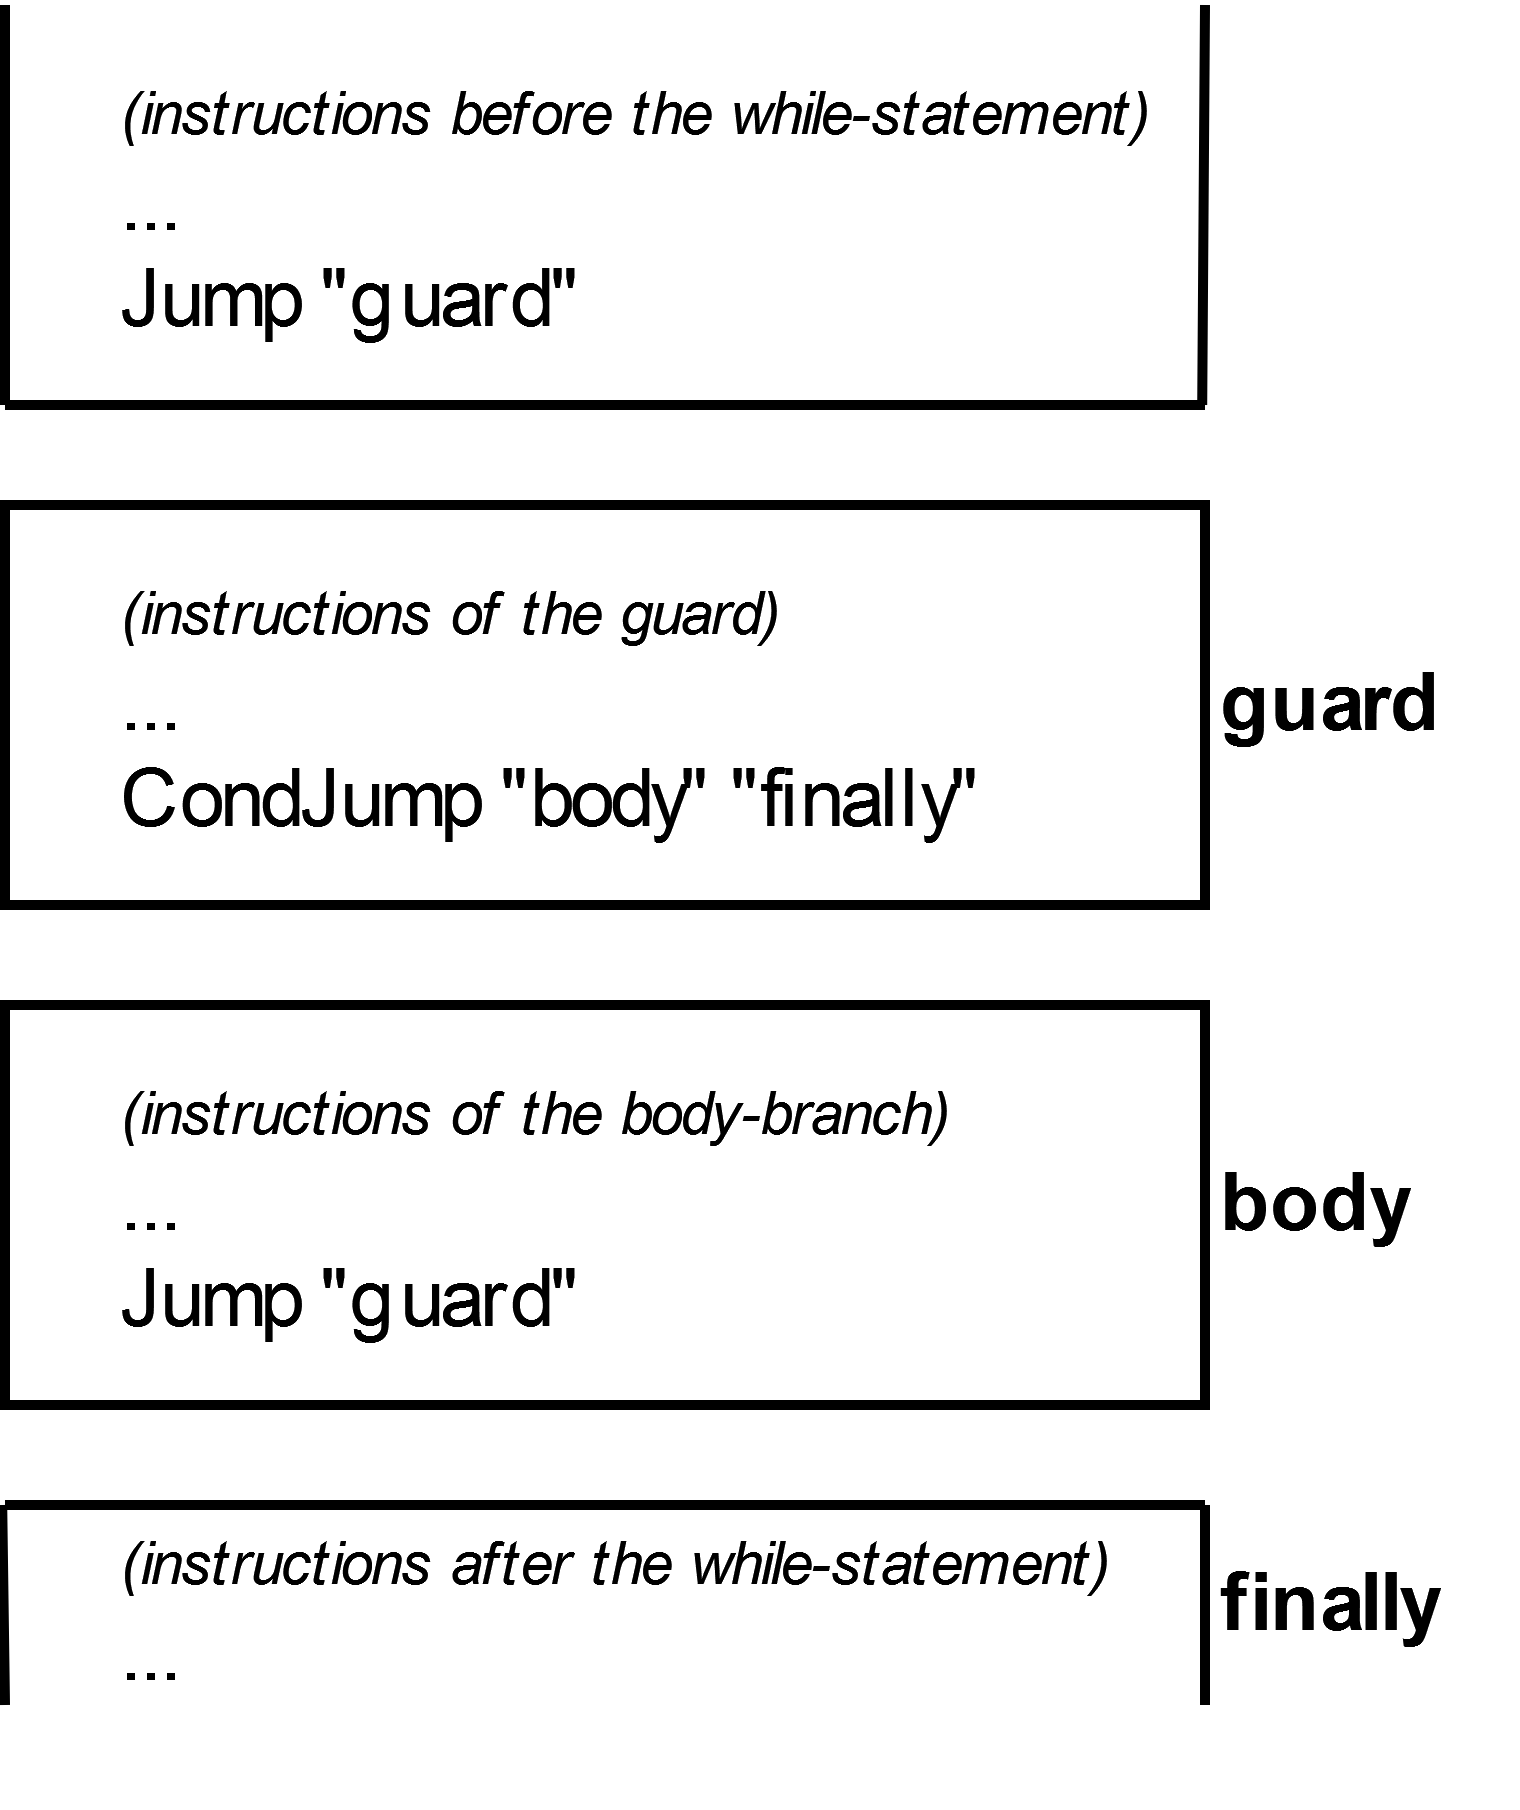 (instructions before the while-statement)
...
Jump "guard"
(instructions of the guard)
...
CondJump "body" "finally"
guard
(instructions of the body-branch)
...
Jump "guard"
body
(instructions after the while-statement)
...
finally